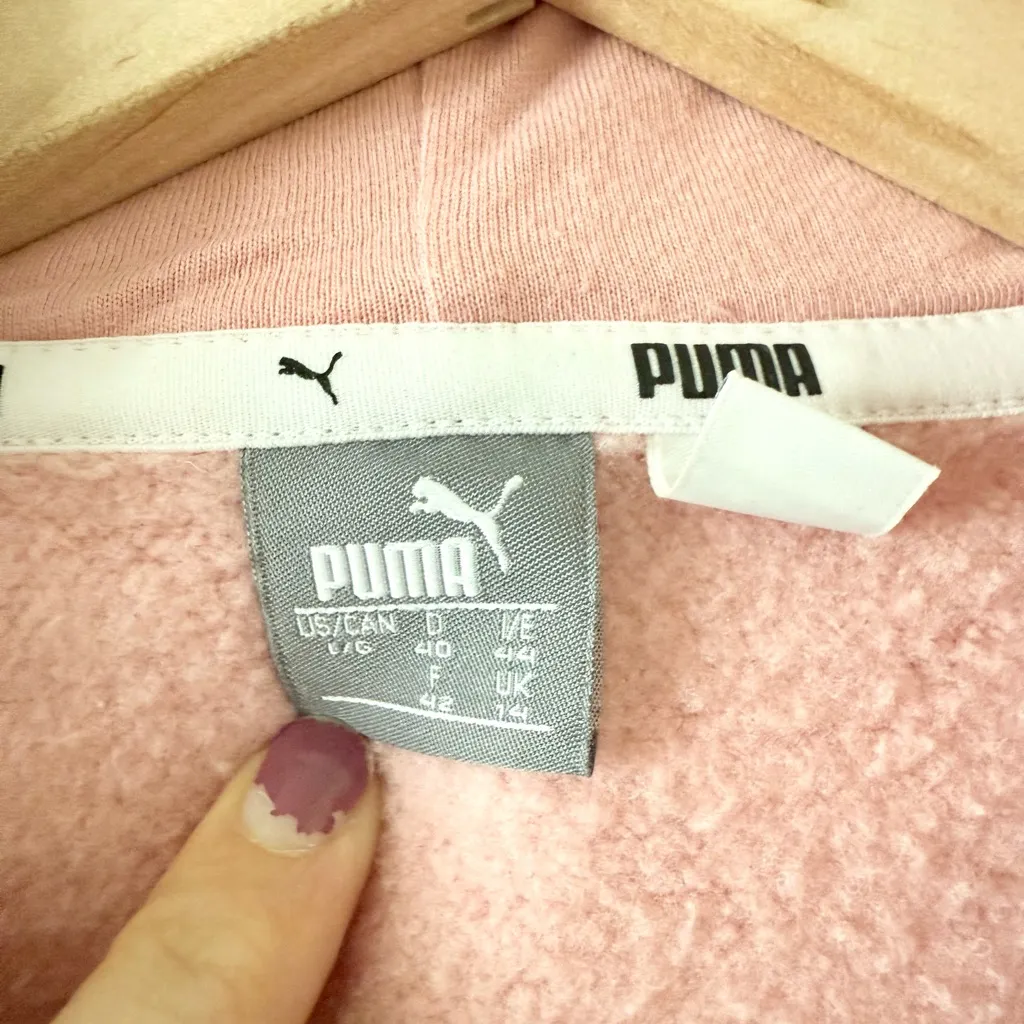 PUMA
PUMA
US/CAN D I/E
L/G 40 44
F UK
42 14